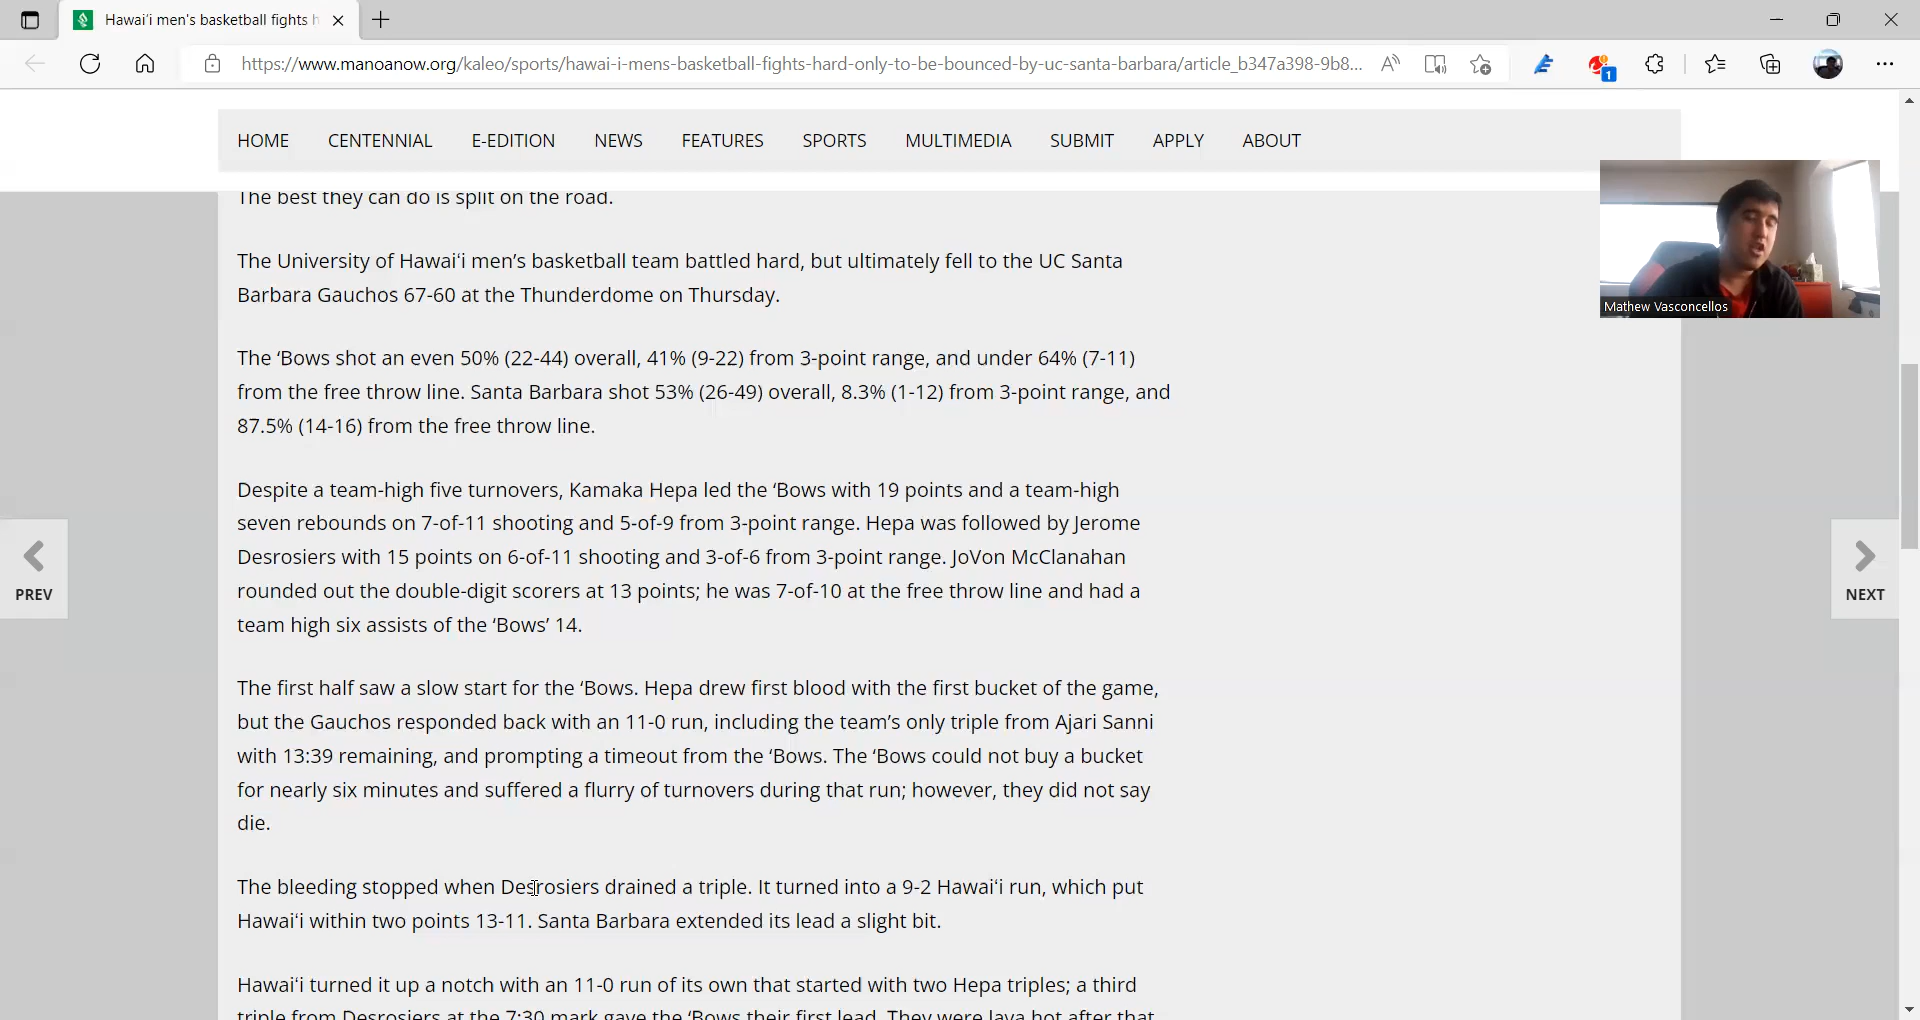 Hawaiʻi men's basketball fights h
https://www.manoanow.org/kaleo/sports/hawai-i-mens-basketball-fights-hard-only-to-be-bounced-by-uc-santa-barbara/article_b347a398-9b8...
1
HOME CENTENNIAL E-EDITION NEWS FEATURES SPORTS MULTIMEDIA SUBMIT APPLY ABOUT
The best they can do is split on the road.
Mathew Vasconcellos
The University of Hawaiʻi men’s basketball team battled hard, but ultimately fell to the UC Santa
Barbara Gauchos 67-60 at the Thunderdome on Thursday.
The ‘Bows shot an even 50% (22-44) overall, 41% (9-22) from 3-point range, and under 64% (7-11)
from the free throw line. Santa Barbara shot 53% (26-49) overall, 8.3% (1-12) from 3-point range, and
87.5% (14-16) from the free throw line.
Despite a team-high five turnovers, Kamaka Hepa led the ‘Bows with 19 points and a team-high
seven rebounds on 7-of-11 shooting and 5-of-9 from 3-point range. Hepa was followed by Jerome
Desrosiers with 15 points on 6-of-11 shooting and 3-of-6 from 3-point range. JoVon McClanahan
rounded out the double-digit scorers at 13 points; he was 7-of-10 at the free throw line and had a
team high six assists of the ‘Bows’ 14.
PREV
NEXT
The first half saw a slow start for the ‘Bows. Hepa drew first blood with the first bucket of the game,
but the Gauchos responded back with an 11-0 run, including the team’s only triple from Ajari Sanni
with 13:39 remaining, and prompting a timeout from the ‘Bows. The ‘Bows could not buy a bucket
for nearly six minutes and suffered a flurry of turnovers during that run; however, they did not say
die.
The bleeding stopped when Desrosiers drained a triple. It turned into a 9-2 Hawaiʻi run, which put
Hawaiʻi within two points 13-11. Santa Barbara extended its lead a slight bit.
Hawaiʻi turned it up a notch with an 11-0 run of its own that started with two Hepa triples; a third
triple from Desrosiers at the 7:30 mark gave the ‘Bows their first lead. They were lava hot after that